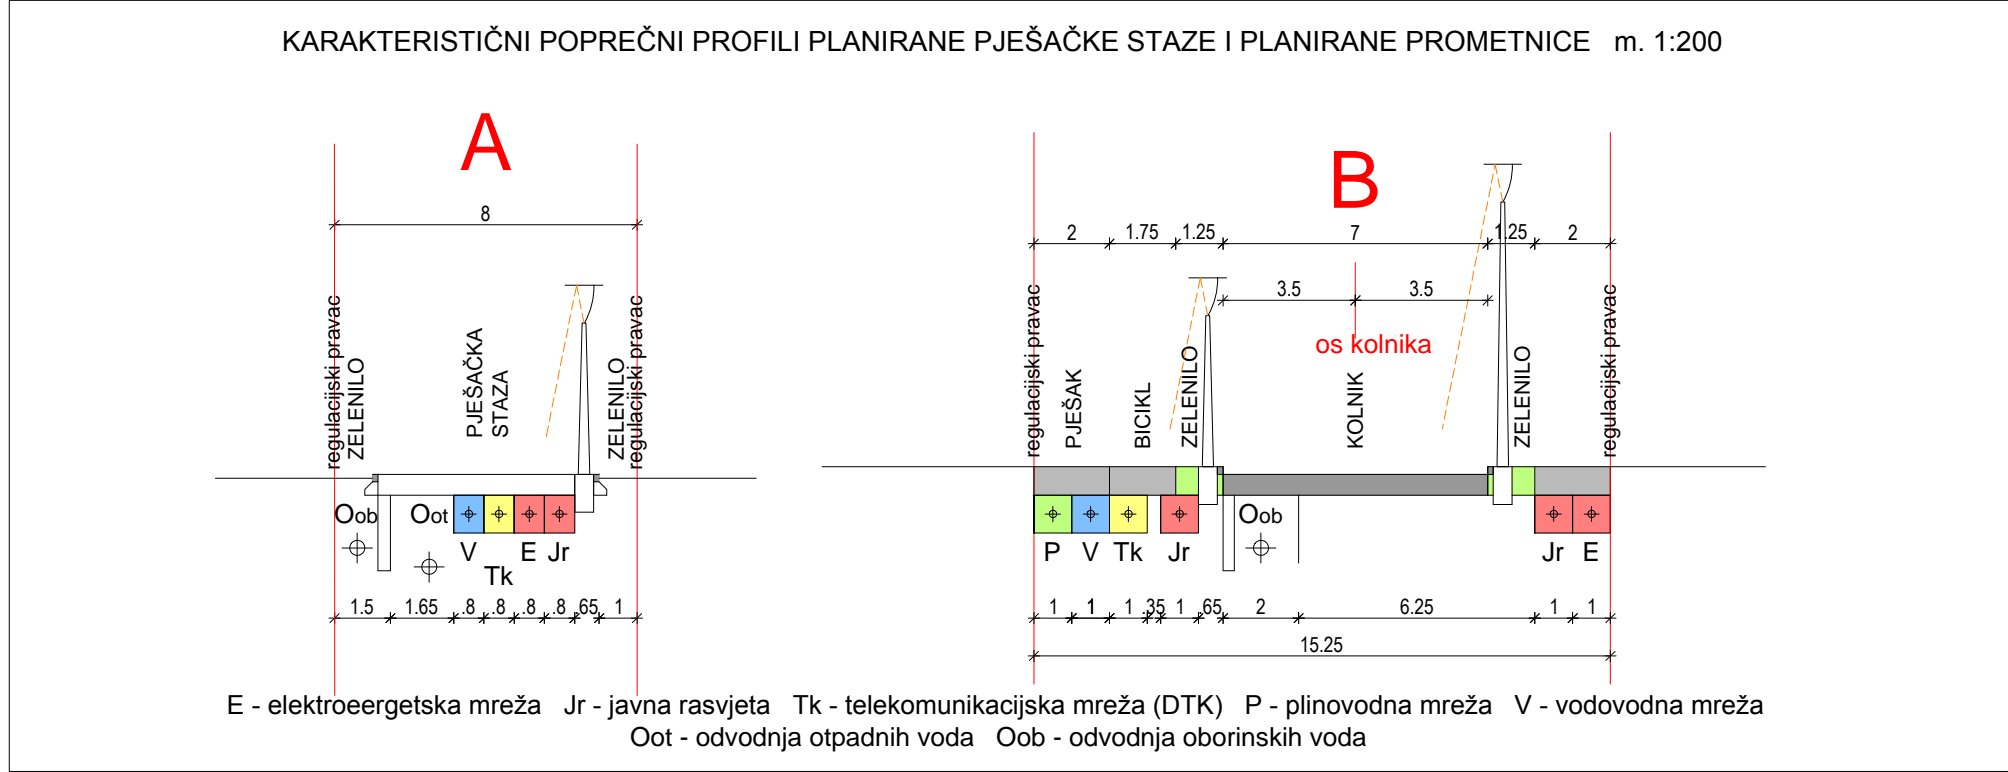 KARAKTERISTIČNI POPREČNI PROFILI PLANIRANE PJEŠAČKE STAZE I PLANIRANE PROMETNICE m. 1:200
A
8
regulacijski pravac
ZELENILO
PJEŠAČKA
STAZA
ZELENILO
regulacijski pravac
Oob
Oot
V
Tk
E
Jr
1.5
1.65
.8
.8
.8
.8
.65
1
B
2
1.75
1.25
7
1.25
2
3.5
3.5
os kolnika
regulacijski pravac
PJEŠAK
BICIKL
ZELENILO
KOLNIK
ZELENILO
regulacijski pravac
P
V
Tk
Jr
Oob
Jr
E
1
1
1
.35
1
.65
2
6.25
1
1
15.25
E - elektroeergetska mreža Jr - javna rasvjeta Tk - telekomunikacijska mreža (DTK) P - plinovodna mreža V - vodovodna mreža
Oot - odvodnja otpadnih voda Oob - odvodnja oborinskih voda